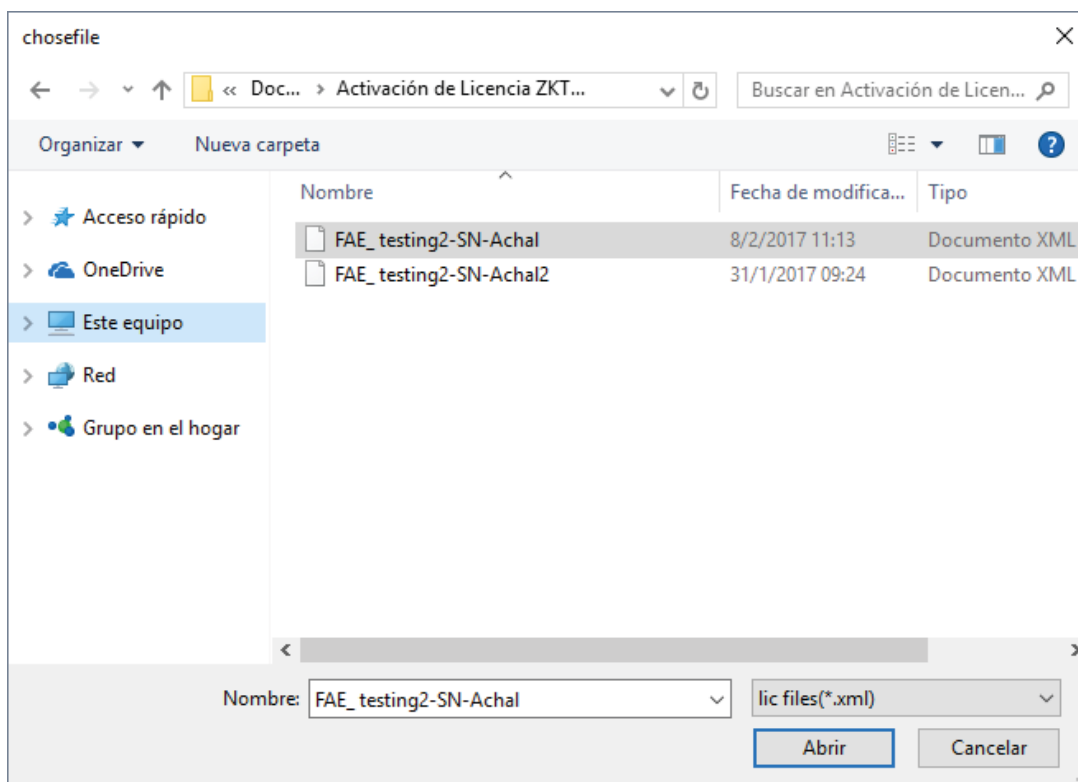 chosefile
« Doc... › Activación de Licencia ZKT... Buscar en Activación de Licen...
Organizar Nueva carpeta ?
Nombre Fecha de modifica... Tipo
Acceso rápido
FAE_ testing2-SN-Achal 8/2/2017 11:13 Documento XML
OneDrive
FAE_ testing2-SN-Achal2 31/1/2017 09:24 Documento XML
Este equipo
Red
Grupo en el hogar
Nombre: FAE_ testing2-SN-Achal lic files(*.xml)
Abrir Cancelar